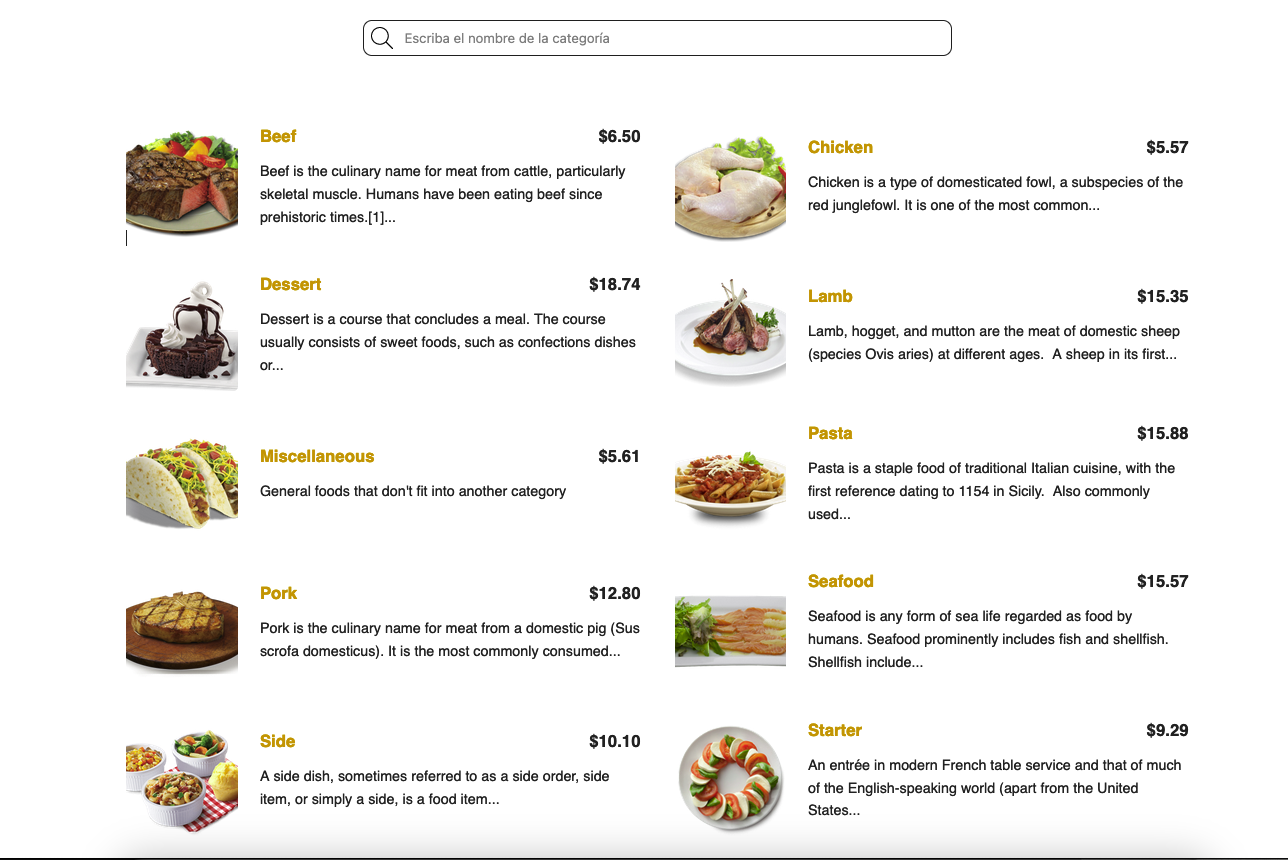 Escriba el nombre de la categoría
Beef
$6.50
Beef is the culinary name for meat from cattle, particularly
skeletal muscle. Humans have been eating beef since
prehistoric times.[1]...
Chicken
$5.57
Chicken is a type of domesticated fowl, a subspecies of the
red junglefowl. It is one of the most common...
Dessert
$18.74
Dessert is a course that concludes a meal. The course
usually consists of sweet foods, such as confections dishes
or...
Lamb
$15.35
Lamb, hogget, and mutton are the meat of domestic sheep
(species Ovis aries) at different ages.  A sheep in its first...
Miscellaneous
$5.61
General foods that don't fit into another category
Pasta
$15.88
Pasta is a staple food of traditional Italian cuisine, with the
first reference dating to 1154 in Sicily.  Also commonly
used...
Pork
$12.80
Pork is the culinary name for meat from a domestic pig (Sus
scrofa domesticus). It is the most commonly consumed...
Seafood
$15.57
Seafood is any form of sea life regarded as food by
humans. Seafood prominently includes fish and shellfish.
Shellfish include...
Side
$10.10
A side dish, sometimes referred to as a side order, side
item, or simply a side, is a food item...
Starter
$9.29
An entrée in modern French table service and that of much
of the English-speaking world (apart from the United
States...